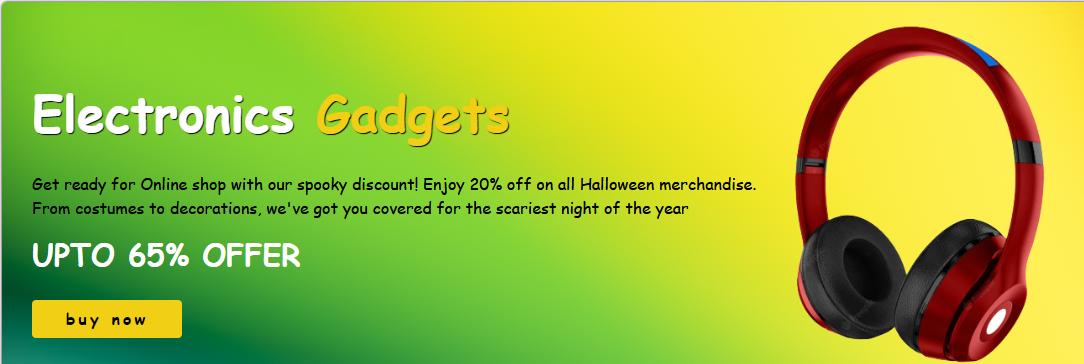 Electronics Gadgets
Get ready for Online shop with our spooky discount! Enjoy 20% off on all Halloween merchandise.
From costumes to decorations, we've got you covered for the scariest night of the year
UPTO 65% OFFER
buy now